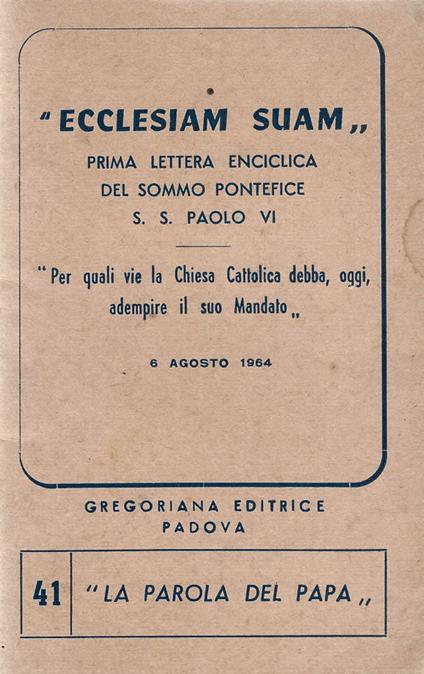 " ECCLESIAM SUAM „
PRIMA LETTERA ENCICLICA
DEL SOMMO PONTEFICE
S. S. PAOLO VI
" Per quali vie la Chiesa Cattolica debba, oggi,
adempire il suo Mandato „
6 AGOSTO 1964
GREGORIANA EDITRICE
PADOVA
41 " LA PAROLA DEL PAPA „